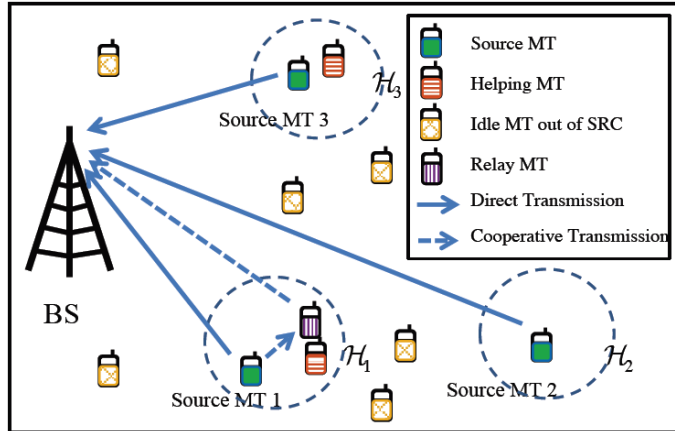 Source MT
Helping MT
Idle MT out of SRC
Relay MT
Direct Transmission
Cooperative Transmission
ℋ3
Source MT 3
BS
ℋ1
Source MT 1
ℋ2
Source MT 2